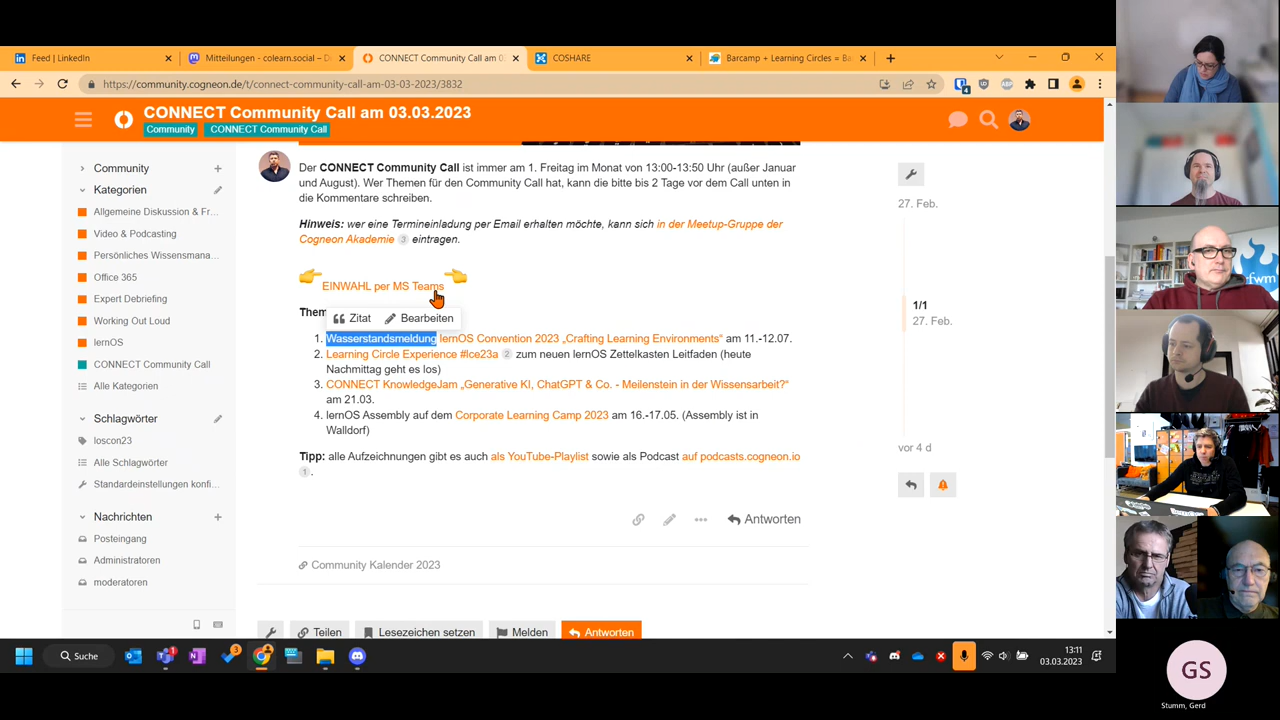 Feed | LinkedIn
Mitteilungen - colearn.social – D
CONNECT Community Call am 0
COSHARE
Barcamp + Learning Circles = Ba
https://community.cogneon.de/t/connect-community-call-am-03-03-2023/3832
CONNECT Community Call am 03.03.2023
Community
CONNECT Community Call
Community
Kategorien
Allgemeine Diskussion & Fr...
Video & Podcasting
Persönliches Wissensmana...
Office 365
Expert Debriefing
Working Out Loud
lernOS
CONNECT Community Call
Alle Kategorien
Schlagwörter
loscon23
Alle Schlagwörter
Standardeinstellungen konfi...
Nachrichten
Posteingang
Administratoren
moderatoren
Der CONNECT Community Call ist immer am 1. Freitag im Monat von 13:00-13:50 Uhr (außer Januar
und August). Wer Themen für den Community Call hat, kann die bitte bis 2 Tage vor dem Call unten in
die Kommentare schreiben.
Hinweis: wer eine Termineinladung per Email erhalten möchte, kann sich in der Meetup-Gruppe der
Cogneon Akademie 3 eintragen.
EINWAHL per MS Teams
Them
Zitat
Bearbeiten
1. Wasserstandsmeldung lernOS Convention 2023 „Crafting Learning Environments“ am 11.-12.07.
2. Learning Circle Experience #lce23a 2 zum neuen lernOS Zettelkasten Leitfaden (heute
Nachmittag geht es los)
3. CONNECT KnowledgeJam „Generative KI, ChatGPT & Co. - Meilenstein in der Wissensarbeit?“
am 21.03.
4. lernOS Assembly auf dem Corporate Learning Camp 2023 am 16.-17.05. (Assembly ist in
Walldorf)
Tipp: alle Aufzeichnungen gibt es auch als YouTube-Playlist sowie als Podcast auf podcasts.cogneon.io
1 .
Antworten
Community Kalender 2023
Teilen
Lesezeichen setzen
Melden
Antworten
27. Feb.
1/1
27. Feb.
vor 4 d
Suche
13:11
03.03.2023
rfwm
GS
Stumm, Gerd